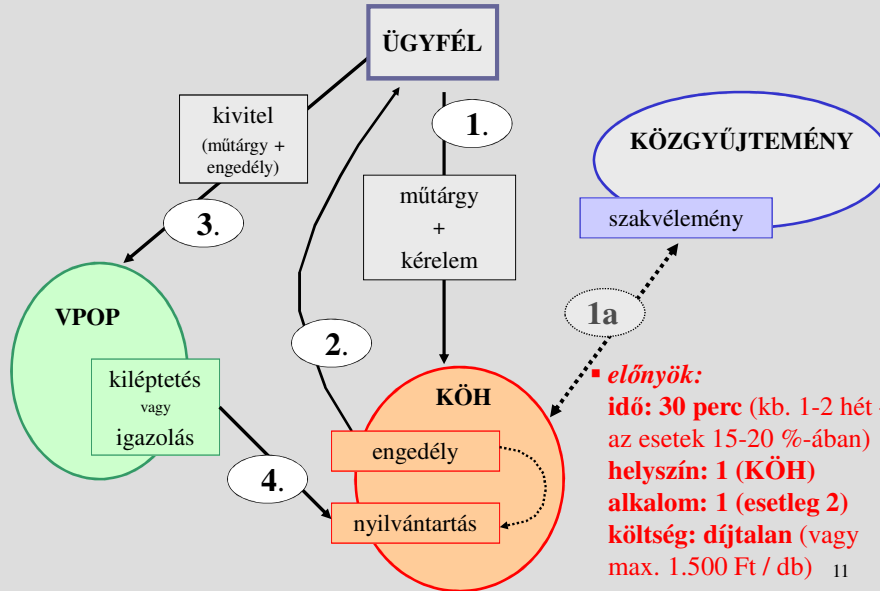 ÜGYFÉL
kivitel
(műtárgy +
engedély)
1.
KÖZGYŰJTEMÉNY
szakvélemény
műtárgy
+
kérelem
3.
1a
VPOP
2.
kiléptetés
vagy
igazolás
KÖH
engedély
4.
nyilvántartás
▪ előnyök:
idő: 30 perc (kb. 1-2 hét -
az esetek 15-20 %-ában)
helyszín: 1 (KÖH)
alkalom: 1 (esetleg 2)
költség: díjtalan (vagy
max. 1.500 Ft / db)
11